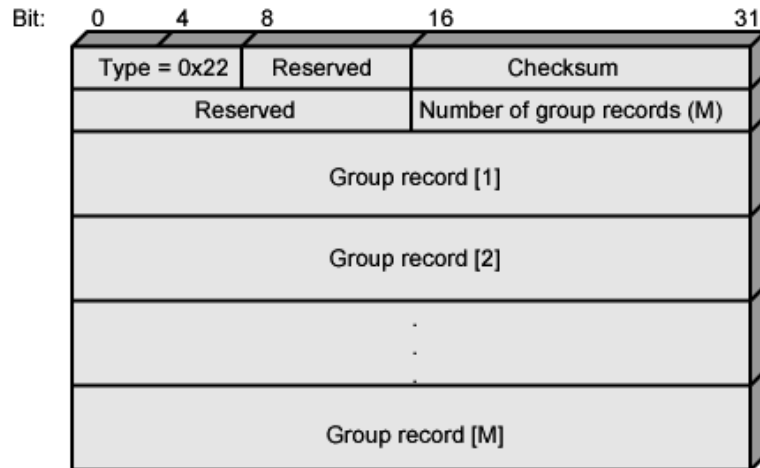 Bit: 0 4 8 16 31
Type = 0x22 Reserved Checksum
Reserved Number of group records (M)
Group record [1]
Group record [2]
.
.
.
Group record [M]